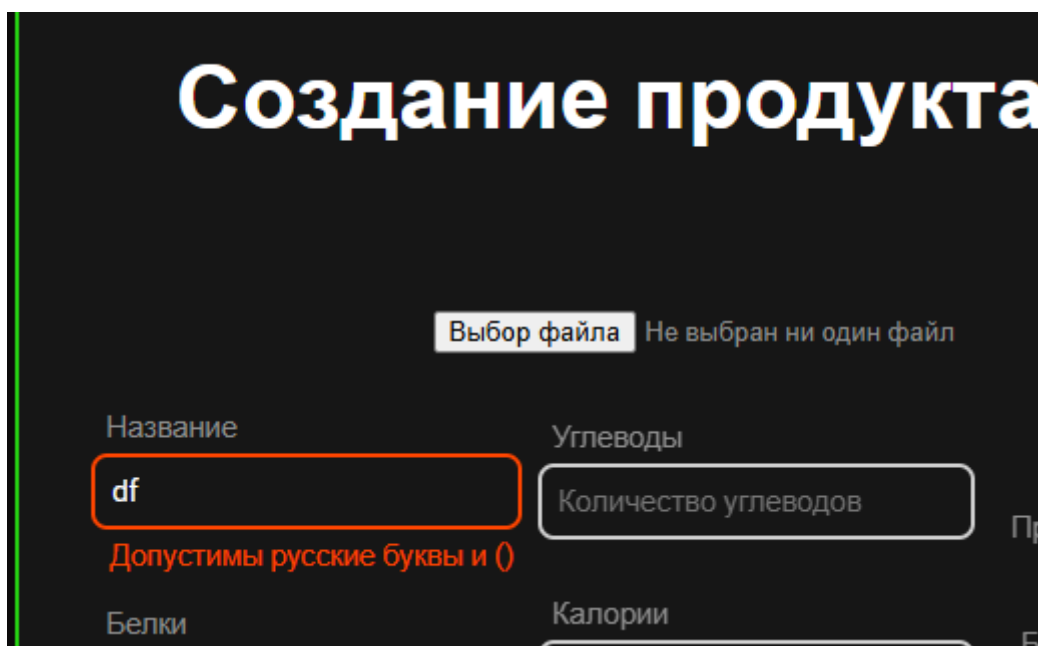 Создание продукта
Выбор файла Не выбран ни один файл
Название
Углеводы
df
Количество углеводов
Допустимы русские буквы и ()
Белки
Калории